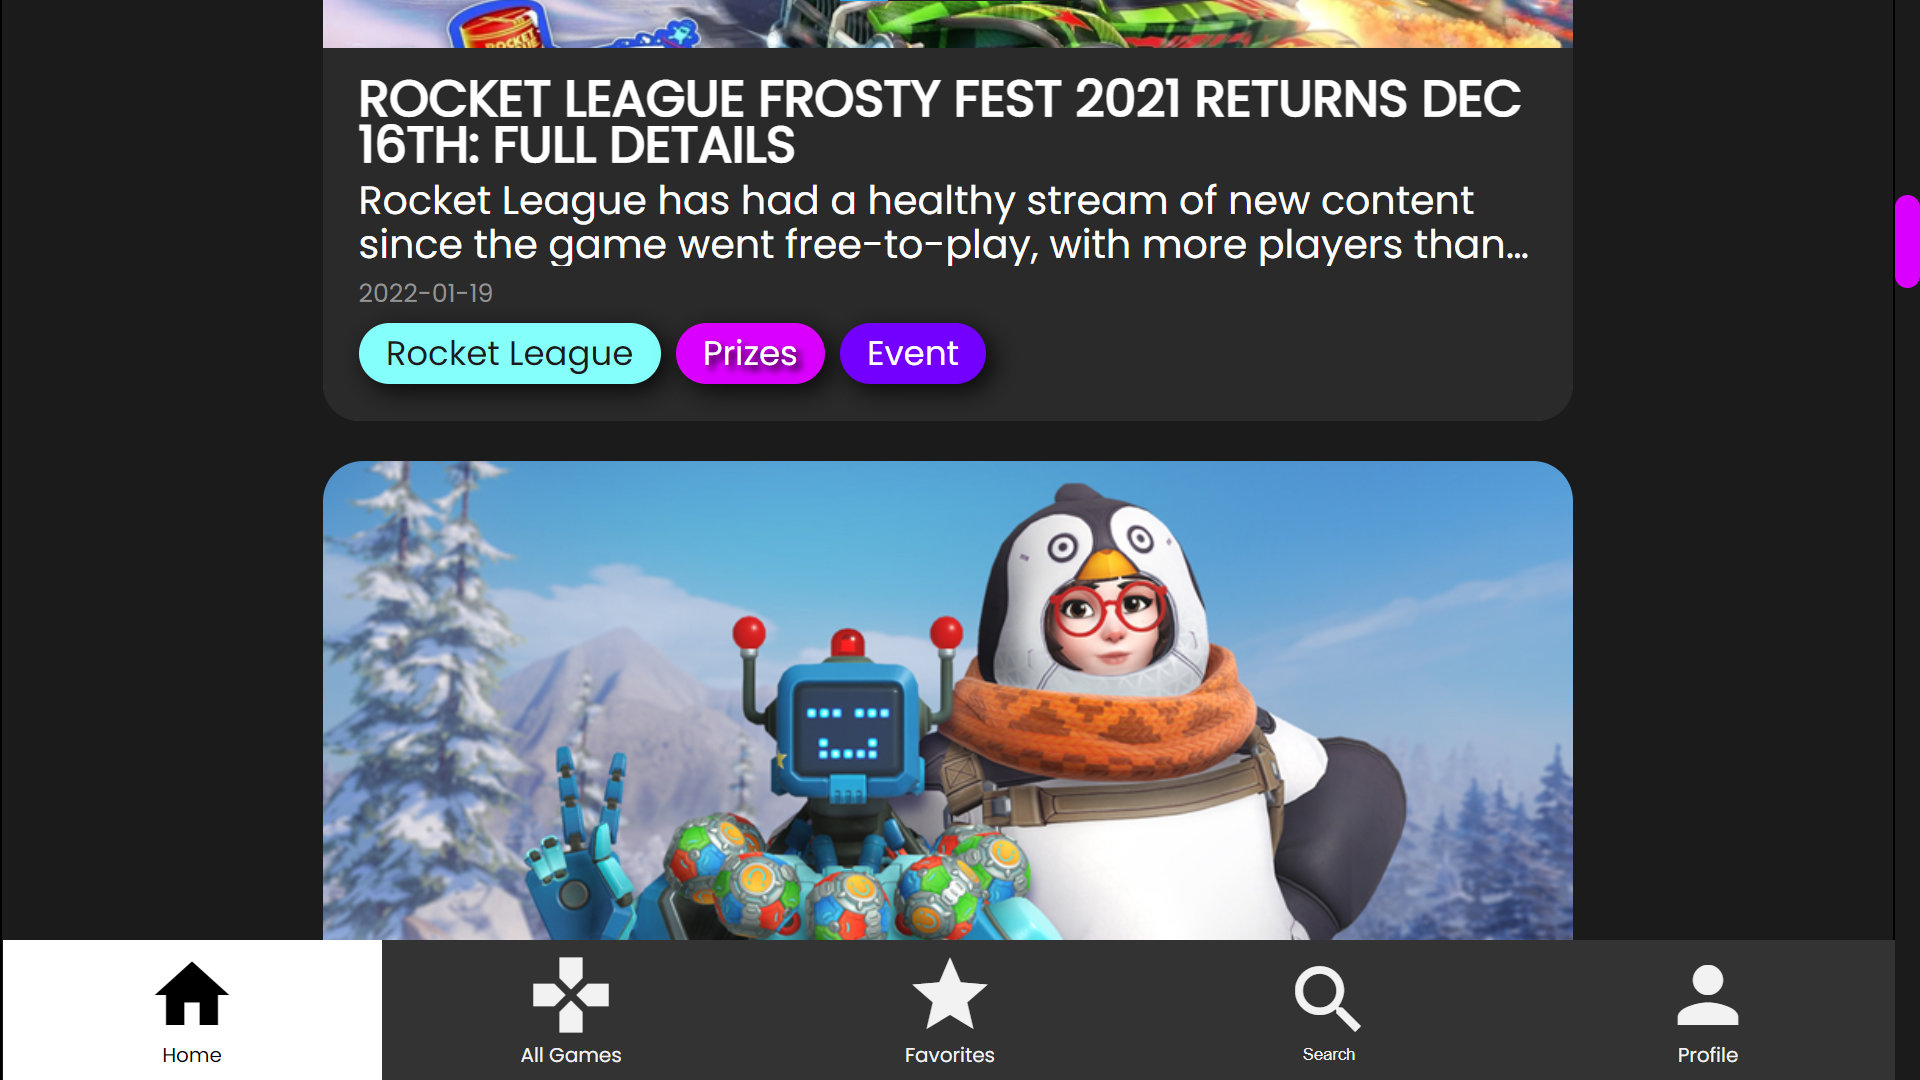 ROCKET
ROCKET LEAGUE FROSTY FEST 2021 RETURNS DEC
16TH: FULL DETAILS
Rocket League has had a healthy stream of new content
since the game went free-to-play, with more players than...
2022-01-19
Rocket League Prizes Event
Home All Games Favorites Search Profile